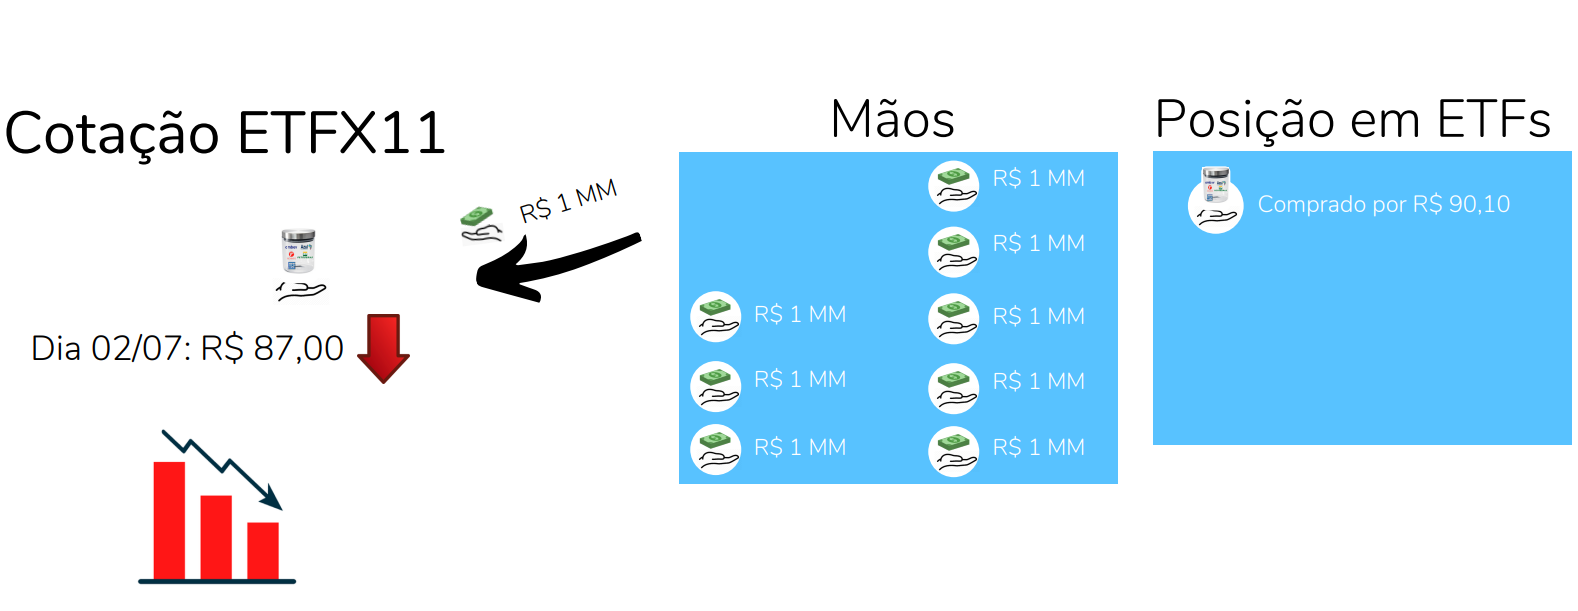 Cotação ETFX11
R$ 1 MM
Dia 02/07: R$ 87,00
Mãos
R$ 1 MM
R$ 1 MM
R$ 1 MM
R$ 1 MM
R$ 1 MM
R$ 1 MM
R$ 1 MM
R$ 1 MM
Posição em ETFs
Comprado por R$ 90,10